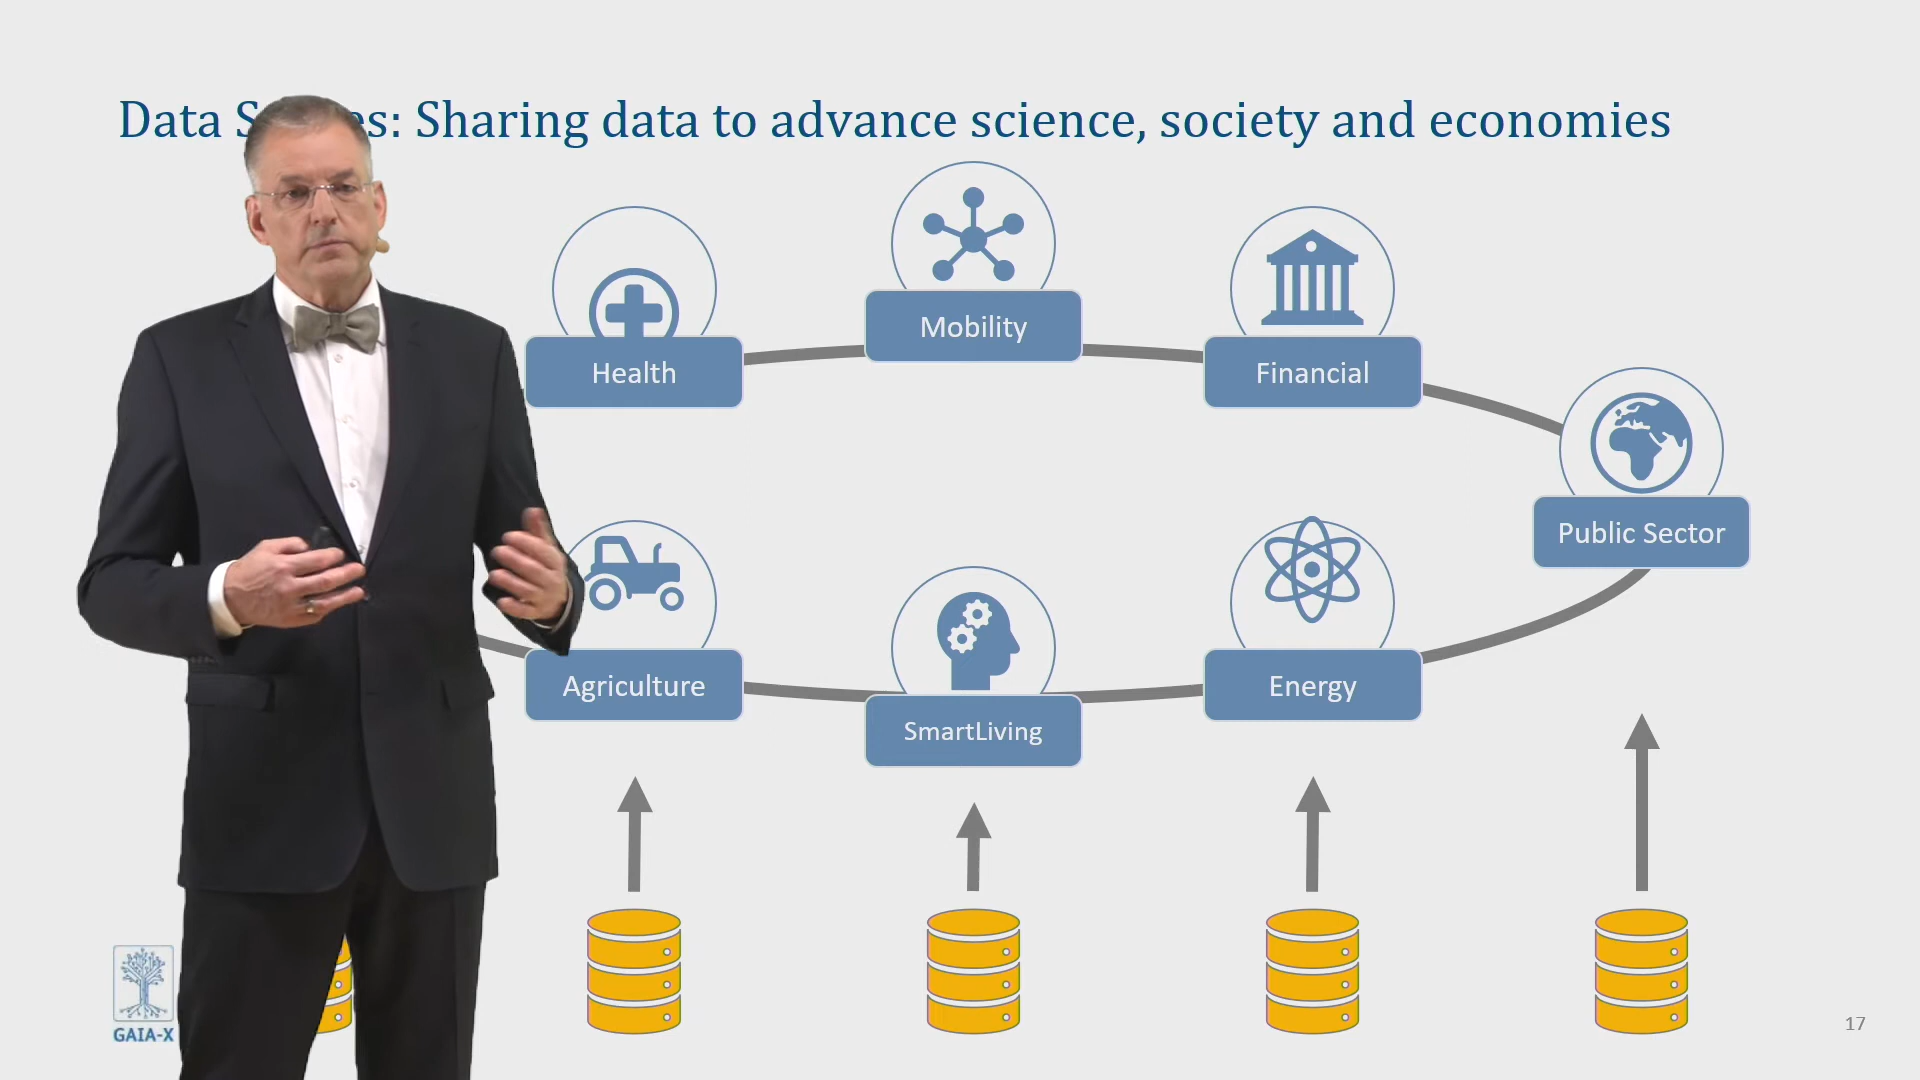 Data S es: Sharing data to advance science, society and economies
Mobility
Health
Financial
Public Sector
Agriculture
Energy
SmartLiving
GAIA-X
17